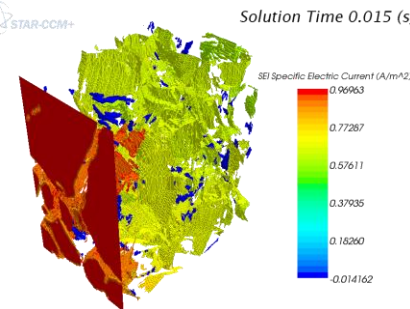 STAR-CCM+
Solution Time 0.015 (s)
SEI Specific Electric Current (A/m^2)
0.96963
0.77287
0.57611
0.37935
0.18260
-0.014162